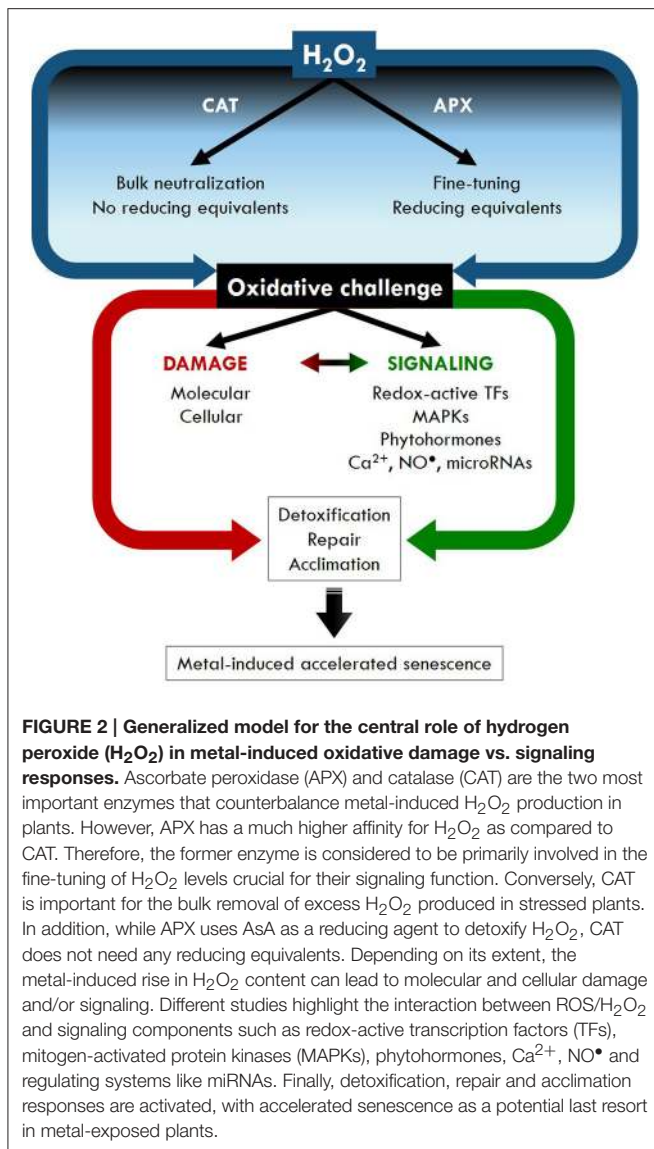 H₂O₂
CAT APX
Bulk neutralization Fine-tuning
No reducing equivalents Reducing equivalents
Oxidative challenge
DAMAGE SIGNALING
Molecular Redox-active TFs
Cellular MAPKs
Phytohormones
Ca²⁺, NO•, microRNAs
Detoxification
Repair
Acclimation
Metal-induced accelerated senescence
FIGURE 2 | Generalized model for the central role of hydrogen
peroxide (H₂O₂) in metal-induced oxidative damage vs. signaling
responses. Ascorbate peroxidase (APX) and catalase (CAT) are the two most
important enzymes that counterbalance metal-induced H₂O₂ production in
plants. However, APX has a much higher affinity for H₂O₂ as compared to
CAT. Therefore, the former enzyme is considered to be primarily involved in the
fine-tuning of H₂O₂ levels crucial for their signaling function. Conversely, CAT
is important for the bulk removal of excess H₂O₂ produced in stressed plants.
In addition, while APX uses AsA as a reducing agent to detoxify H₂O₂, CAT
does not need any reducing equivalents. Depending on its extent, the
metal-induced rise in H₂O₂ content can lead to molecular and cellular damage
and/or signaling. Different studies highlight the interaction between ROS/H₂O₂
and signaling components such as redox-active transcription factors (TFs),
mitogen-activated protein kinases (MAPKs), phytohormones, Ca²⁺, NO• and
regulating systems like miRNAs. Finally, detoxification, repair and acclimation
responses are activated, with accelerated senescence as a potential last resort
in metal-exposed plants.